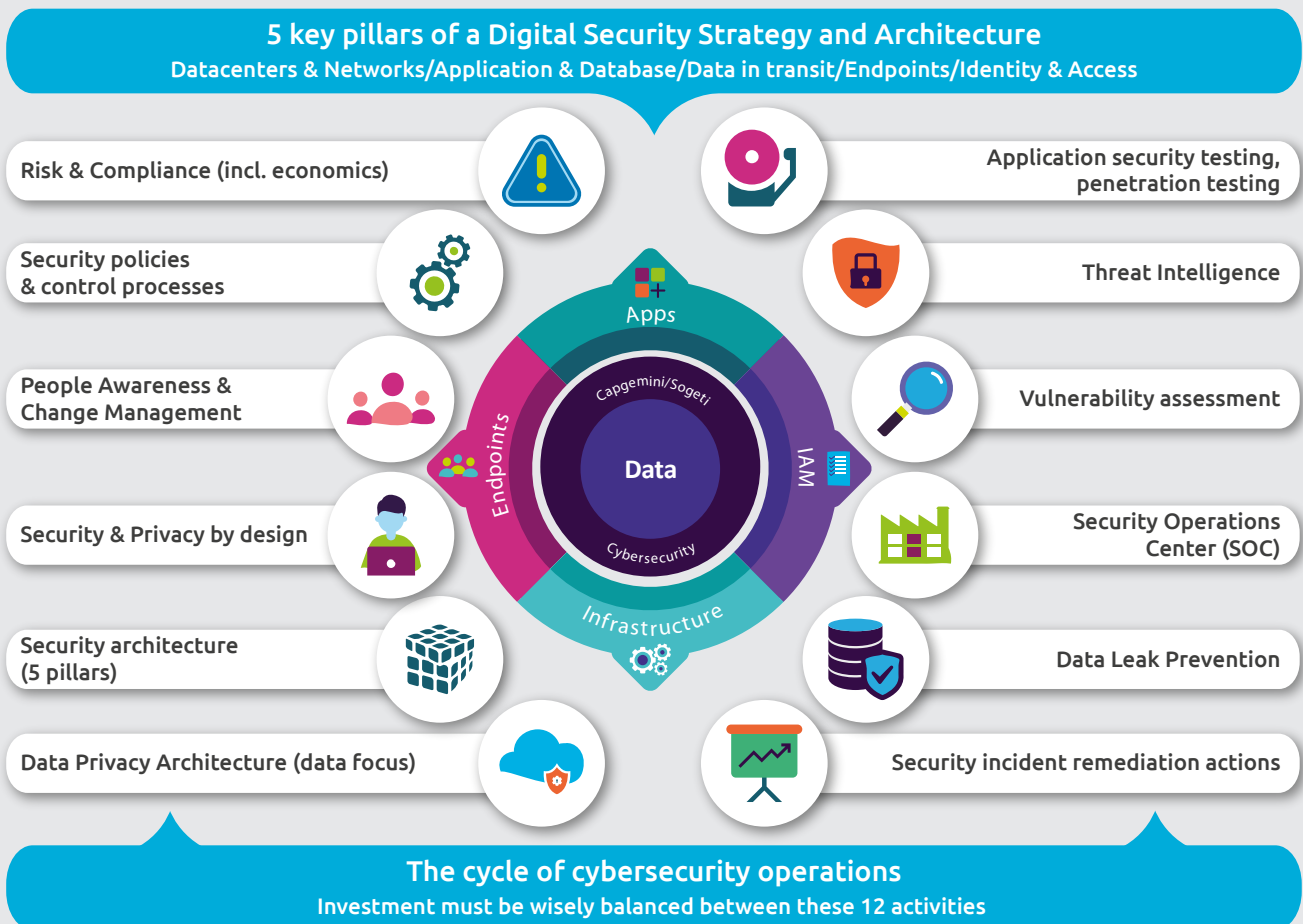 5 key pillars of a Digital Security Strategy and Architecture
Datacenters & Networks/Application & Database/Data in transit/Endpoints/Identity & Access
Risk & Compliance (incl. economics)
Security policies
& control processes
People Awareness &
Change Management
Security & Privacy by design
Security architecture
(5 pillars)
Data Privacy Architecture (data focus)
Apps
Capgemini/Sogeti
Endpoints
Data
IAM
Cybersecurity
Infrastructure
Application security testing,
penetration testing
Threat Intelligence
Vulnerability assessment
Security Operations
Center (SOC)
Data Leak Prevention
Security incident remediation actions
The cycle of cybersecurity operations
Investment must be wisely balanced between these 12 activities